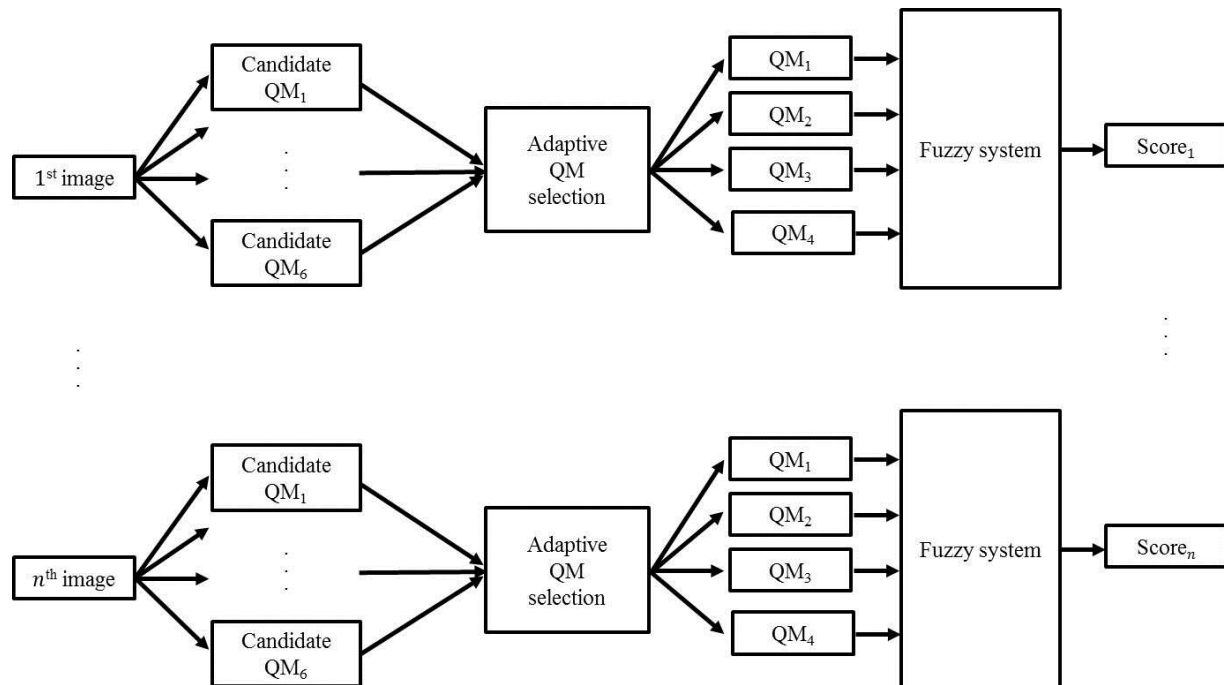 1st image
Candidate
QM1
.
.
.
Candidate
QM6
Adaptive
QM
selection
QM1
QM2
QM3
QM4
Fuzzy system
Score1
.
.
.
.
.
.
nth image
Candidate
QM1
.
.
.
Candidate
QM6
Adaptive
QM
selection
QM1
QM2
QM3
QM4
Fuzzy system
Scoren